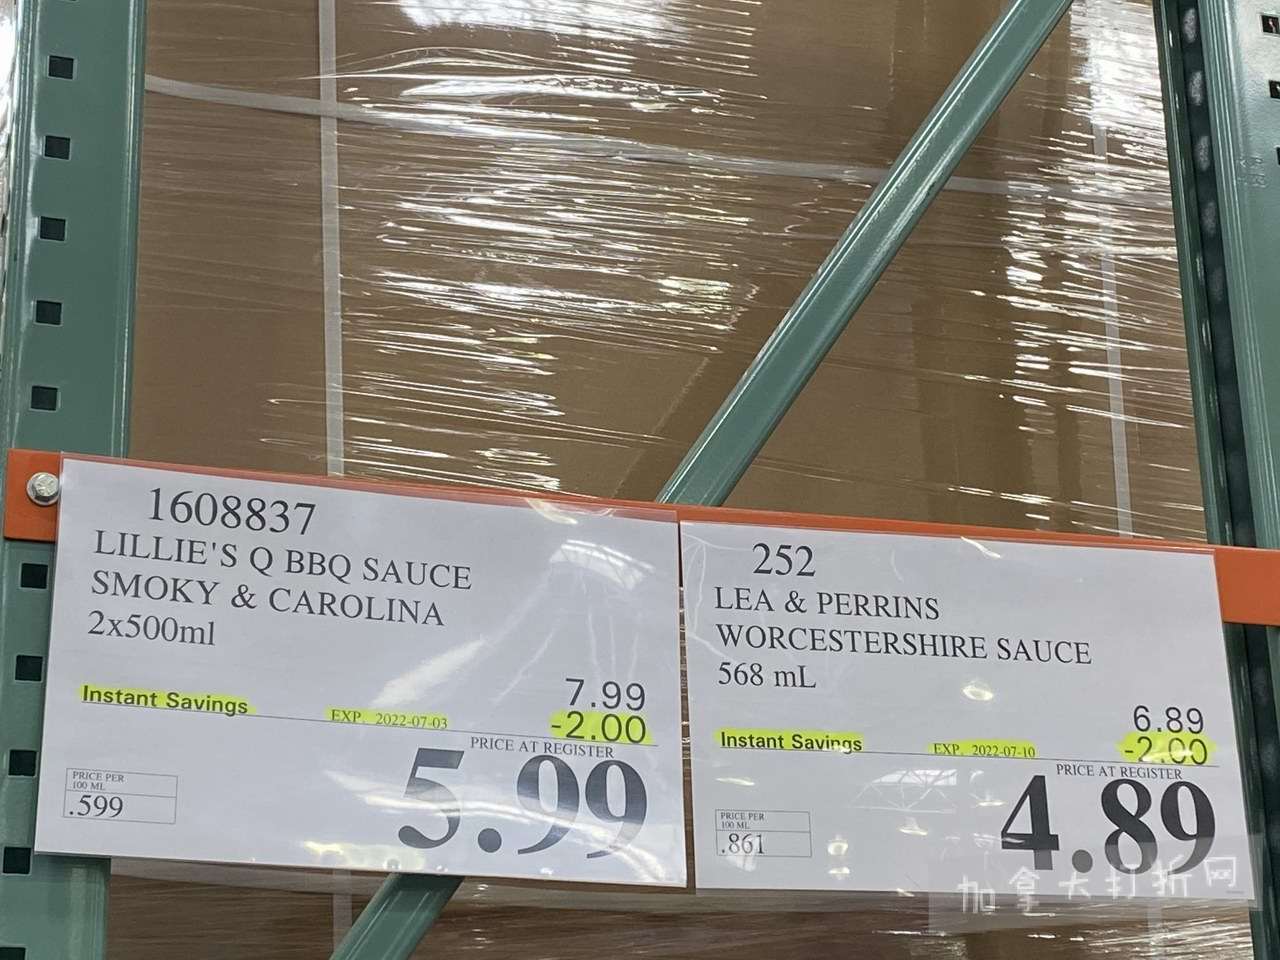 1608837
LILLIE'S Q BBQ SAUCE
SMOKY & CAROLINA
2x500ml
7.99
Instant Savings EXP. 2022-07-03 -2.00
PRICE AT REGISTER
5.99
PRICE PER
100 ML
.599
252
LEA & PERRINS
WORCESTERSHIRE SAUCE
568 mL
6.89
Instant Savings EXP. 2022-07-10 -2.00
PRICE AT REGISTER
4.89
PRICE PER
100 ML
.861
加拿大打折网